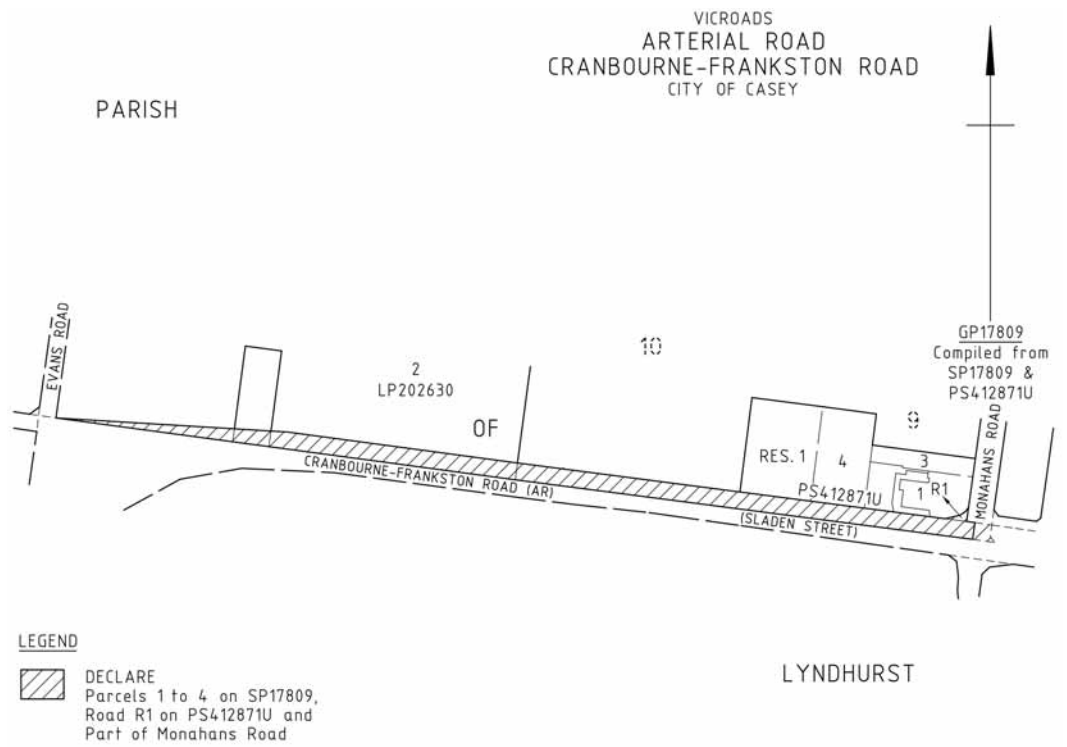 VICROADS
ARTERIAL ROAD
CRANBOURNE-FRANKSTON ROAD
CITY OF CASEY
PARISH
EVANS ROAD
2
LP202630
OF
10
GP17809
Compiled from
SP17809 &
PS412871U
9
MONAHANS ROAD
RES. 1
4
3
1
R1
PS412871U
CRANBOURNE-FRANKSTON ROAD (AR)
(SLADEN STREET)
LYNDHURST
LEGEND
DECLARE
Parcels 1 to 4 on SP17809,
Road R1 on PS412871U and
Part of Monahans Road